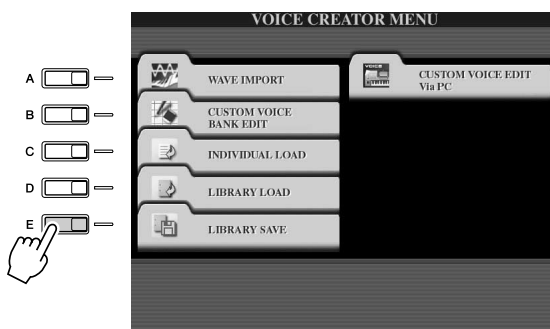 VOICE CREATOR MENU
A
WAVE IMPORT
B
CUSTOM VOICE
BANK EDIT
C
INDIVIDUAL LOAD
D
LIBRARY LOAD
E
LIBRARY SAVE
VOICE
CUSTOM VOICE EDIT
Via PC